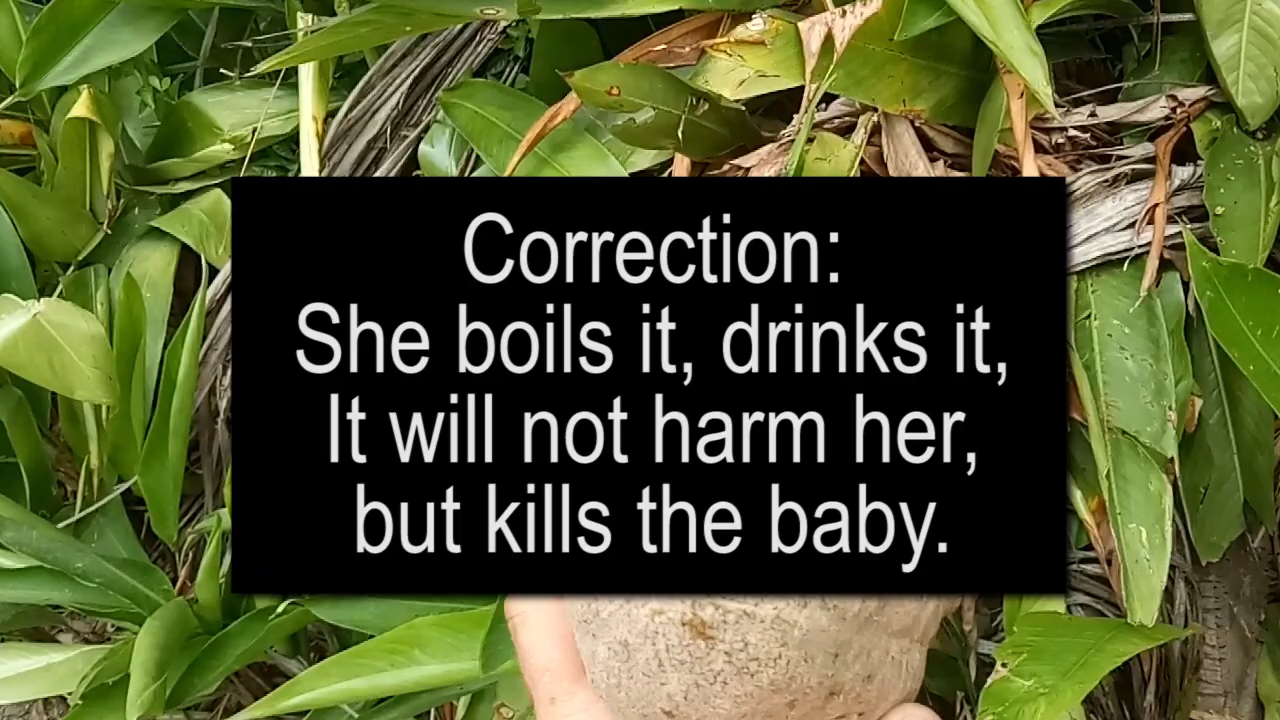 Correction:
She boils it, drinks it,
It will not harm her,
but kills the baby.